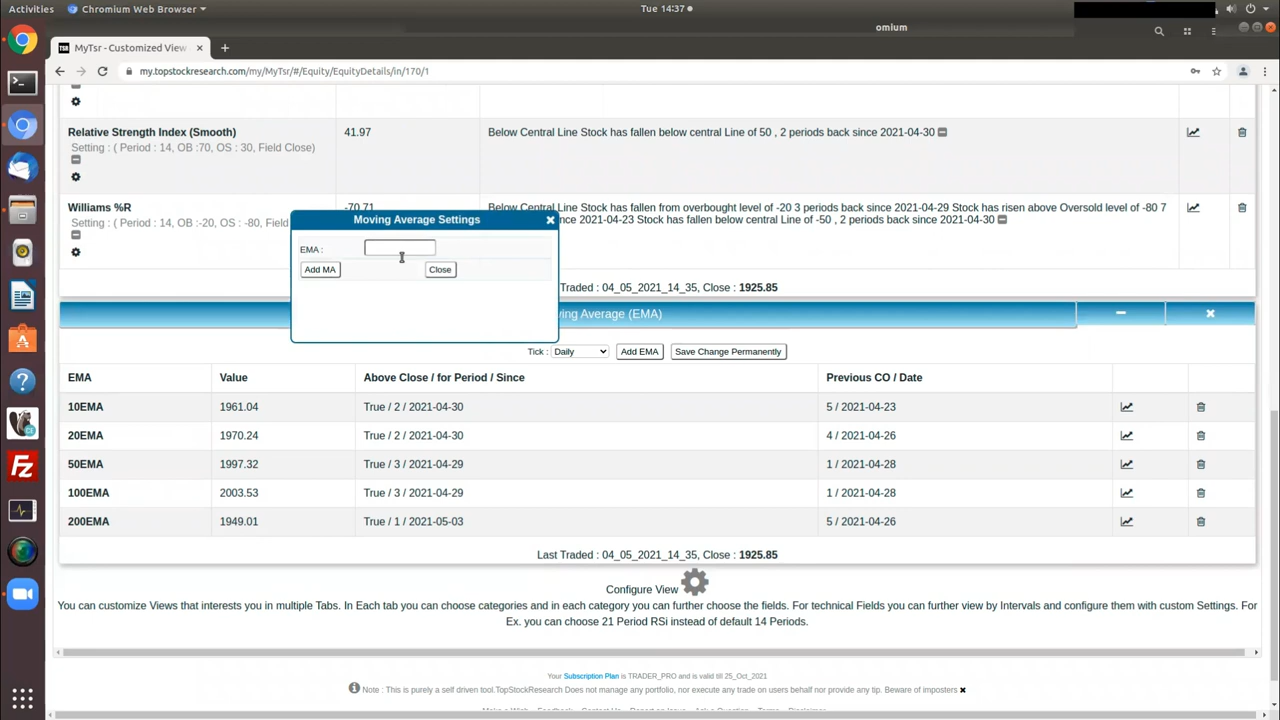 Activities
Chromium Web Browser
Tue 14:37
omium
TSR MyTsr - Customized View
my.topstockresearch.com/my/MyTsr/#/Equity/EquityDetails/in/170/1
Relative Strength Index (Smooth)
41.97
Below Central Line Stock has fallen below central Line of 50 , 2 periods back since 2021-04-30
Setting : ( Period : 14, OB :70, OS : 30, Field Close)
Williams %R
-70.71
Below Central Line Stock has fallen from overbought level of -20 3 periods back since 2021-04-29 Stock has risen above Oversold level of -80 7
nce 2021-04-23 Stock has fallen below central Line of -50 , 2 periods back since 2021-04-30
Setting : ( Period : 14, OB:-20, OS : -80, Field
Moving Average Settings
EMA :
Add MA
Close
Traded : 04_05_2021_14_35, Close : 1925.85
ving Average (EMA)
Tick : Daily Add EMA Save Change Permanently
EMA Value Above Close / for Period / Since Previous CO / Date
10EMA 1961.04 True / 2 / 2021-04-30 5 / 2021-04-23
20EMA 1970.24 True / 2 / 2021-04-30 4 / 2021-04-26
50EMA 1997.32 True / 3 / 2021-04-29 1 / 2021-04-28
100EMA 2003.53 True / 3 / 2021-04-29 1 / 2021-04-28
200EMA 1949.01 True / 1 / 2021-05-03 5 / 2021-04-26
Last Traded : 04_05_2021_14_35, Close : 1925.85
Configure View
You can customize Views that interests you in multiple Tabs. In Each tab you can choose categories and in each category you can further choose the fields. For technical Fields you can further view by Intervals and configure them with custom Settings. For
Ex. you can choose 21 Period RSi instead of default 14 Periods.
Your Subscription Plan is TRADER_PRO and is valid till 25_Oct_2021
Note : This is purely a self driven tool.TopStockResearch Does not manage any portfolio, nor execute any trade on users behalf nor provide any tip. Beware of imposters